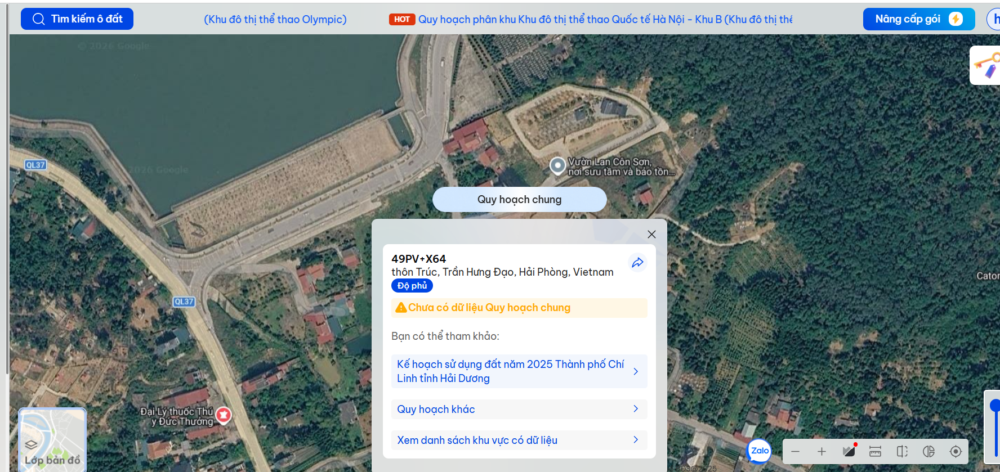 Tìm kiếm ô đất
(Khu đô thị thể thao Olympic)
HOT Quy hoạch phân khu Khu đô thị thể thao Quốc tế Hà Nội - Khu B (Khu đô thị thể
Nâng cấp gói
h
© 2026 Google
QL37
2026 Google
Vườn Lan Côn Sơn,
nơi sưu tầm và bảo tồn...
Quy hoạch chung
49PV+X64
thôn Trúc, Trần Hưng Đạo, Hải Phòng, Vietnam
Độ phủ
Chưa có dữ liệu Quy hoạch chung
Bạn có thể tham khảo:
Kế hoạch sử dụng đất năm 2025 Thành phố Chí
Linh tỉnh Hải Dương
Quy hoạch khác
Xem danh sách khu vực có dữ liệu
QL37
Cator
Đại Lý thuốc Thú
y Đức Thưởng
Lớp bản đồ
Zalo